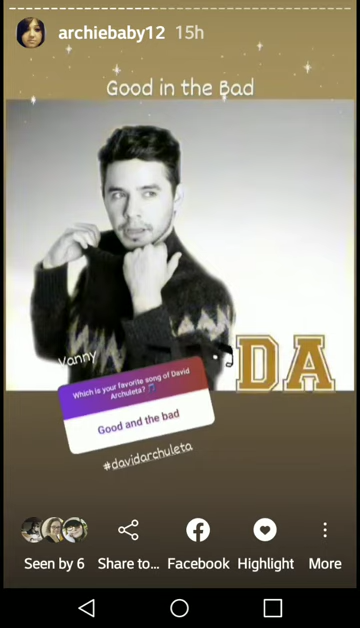 archiebaby12 15h
Good in the Bad
Vanny
DA
Which is your favorite song of David
Archuleta?
Good and the bad
#davidarchuleta
Seen by 6 Share to... Facebook Highlight More